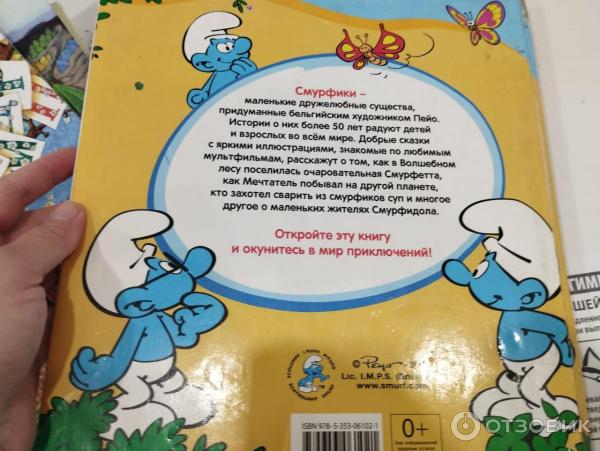 Смурфики –
маленькие дружелюбные существа,
придуманные бельгийским художником Пейо.
Истории о них более 50 лет радуют детей
и взрослых во всём мире. Добрые сказки
с яркими иллюстрациями, знакомые по любимым
мультфильмам, расскажут о том, как в Волшебном
лесу поселилась очаровательная Смурфетта,
как Мечтатель побывал на другой планете,
кто захотел сварить из смурфиков суп и многое
другое о маленьких жителях Смурфидола.
Откройте эту книгу
и окунитесь в мир приключений!
© Peyo
Lic. I.M.P.S.
www.smurf.com
ISBN 978-5-353-06102-1
0+
Знак информационной
ОТЗОВИК